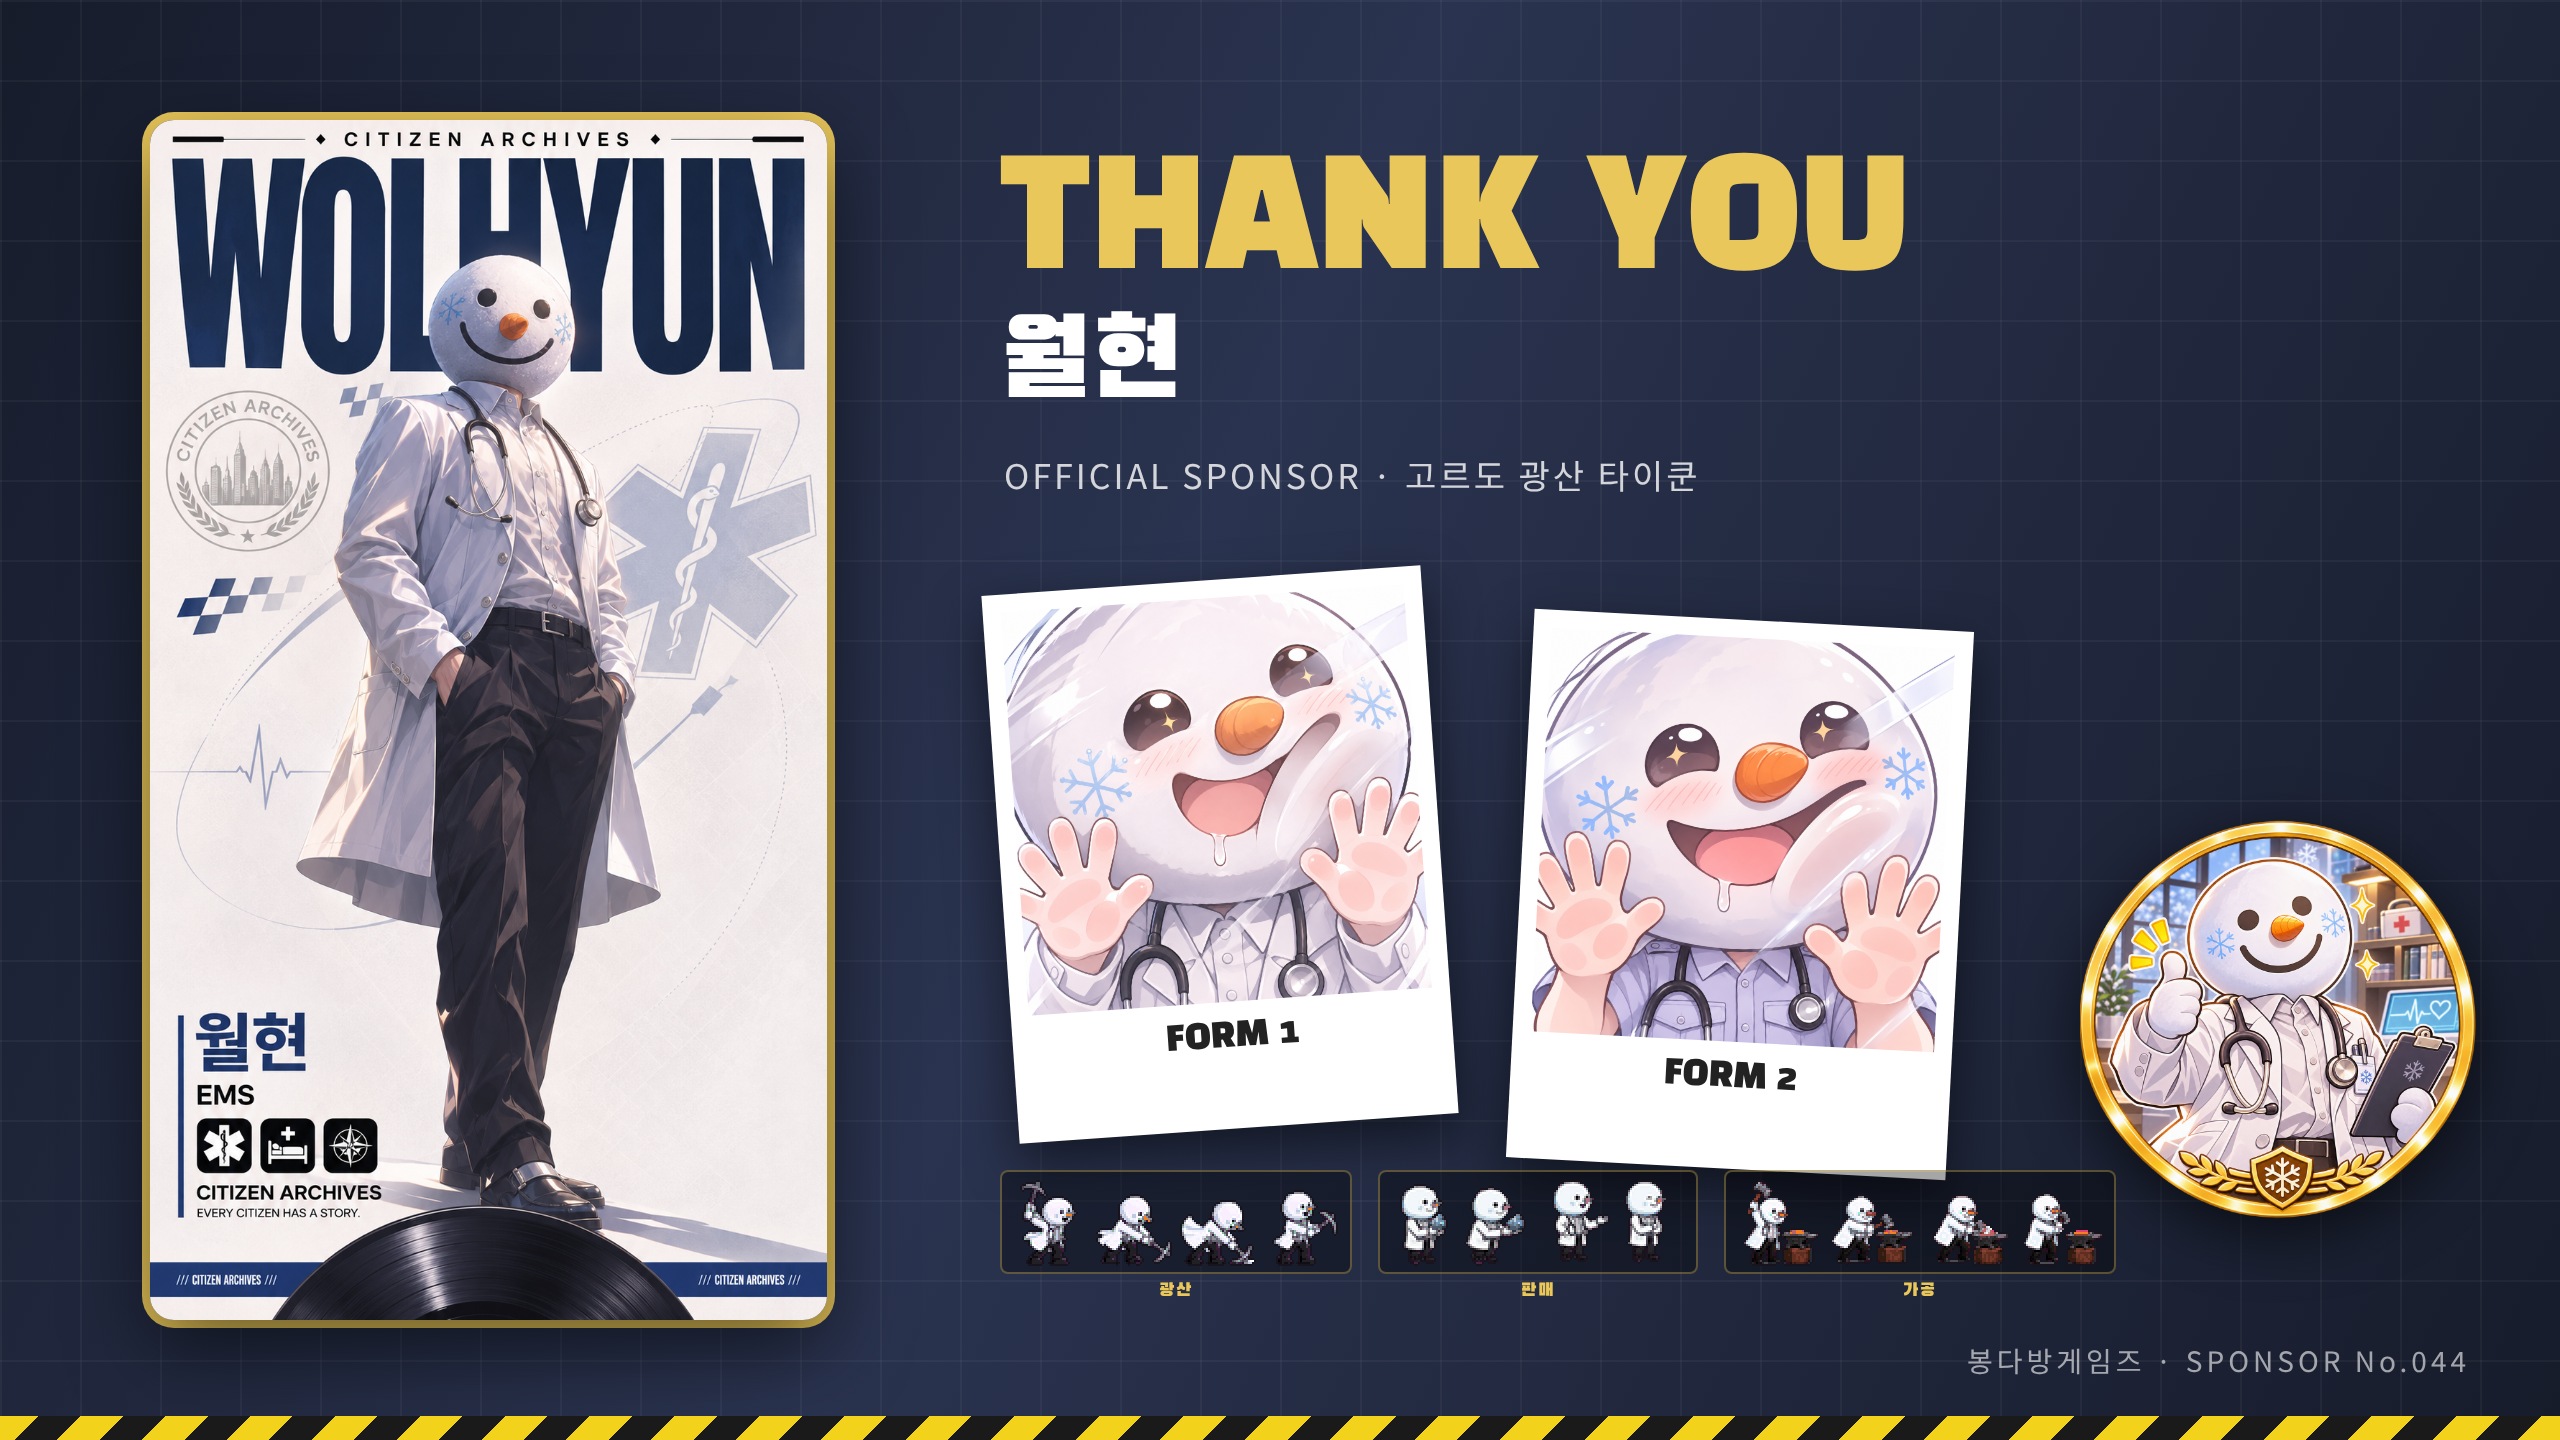 CITIZEN ARCHIVES
WOLHYUN
CITIZEN ARCHIVES
월현
EMS
CITIZEN ARCHIVES
EVERY CITIZEN HAS A STORY.
/// CITIZEN ARCHIVES ///
/// CITIZEN ARCHIVES ///
THANK YOU
월현
OFFICIAL SPONSOR · 고르도 광산 타이쿤
FORM 1
FORM 2
광산
판매
가공
봉다방게임즈 · SPONSOR No.044